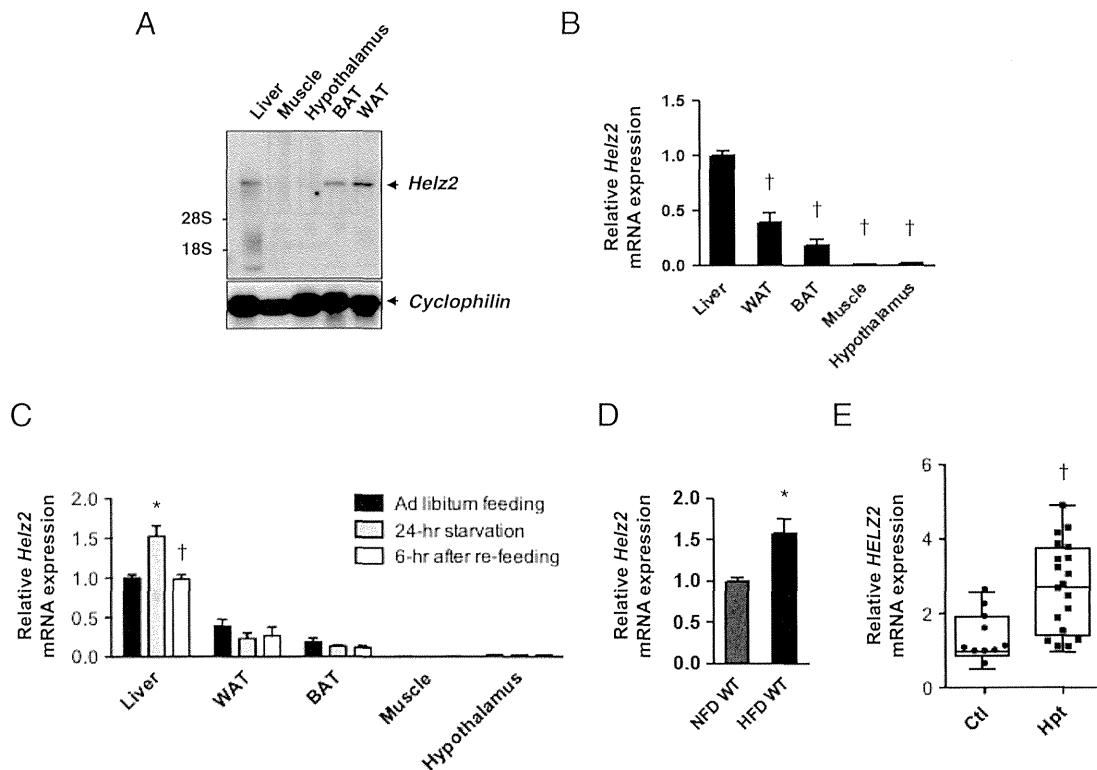 A
Liver
Muscle
Hypothalamus
BAT
WAT
Helz2
28S
18S
Cyclophilin
B
Relative Helz2
mRNA expression
1.5
1.0
0.5
0.0
†
†
†
†
Liver
WAT
BAT
Muscle
Hypothalamus
C
Relative Helz2
mRNA expression
2.0
1.5
1.0
0.5
0.0
*
†
Ad libitum feeding
24-hr starvation
6-hr after re-feeding
Liver
WAT
BAT
Muscle
Hypothalamus
D
Relative Helz2
mRNA expression
2.0
1.5
1.0
0.5
0.0
*
NFD WT
HFD WT
E
Relative HELZ2
mRNA expression
6
4
2
0
†
Ctl
Hpt